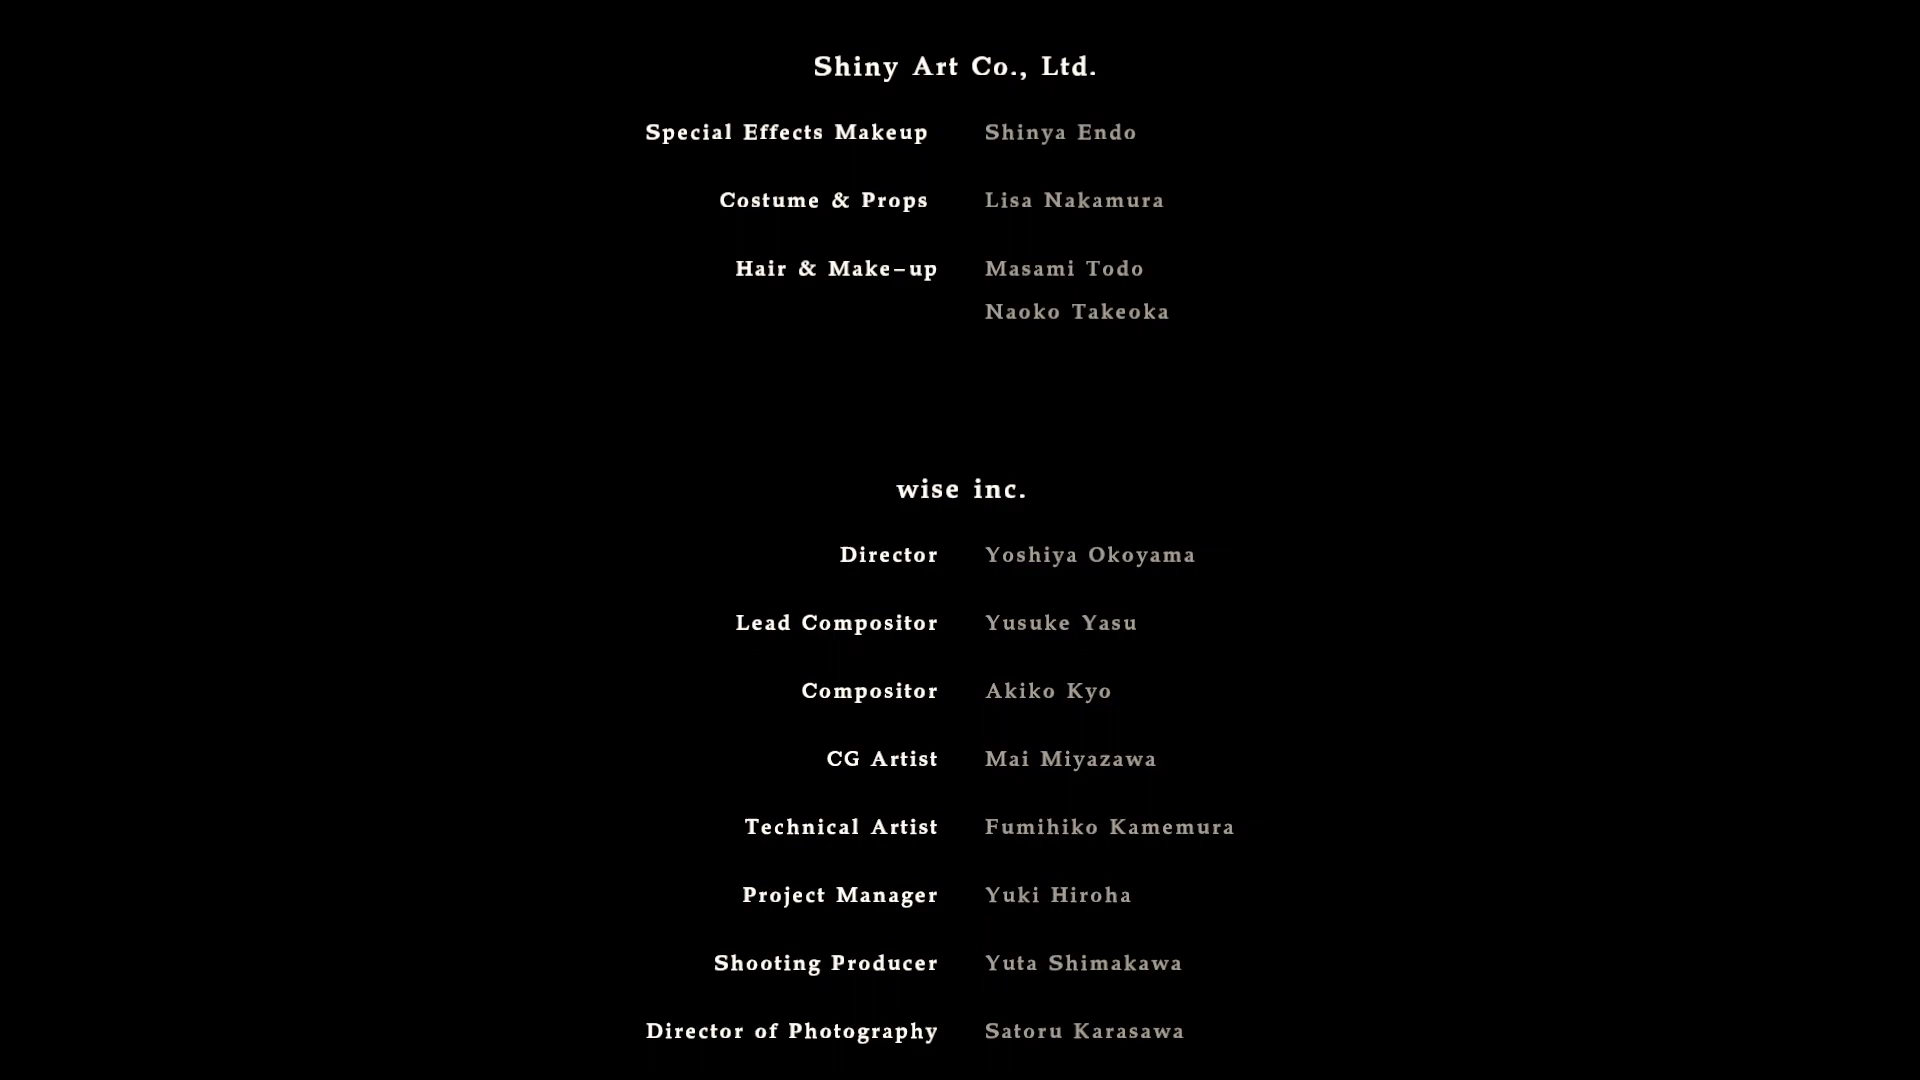 Shiny Art Co., Ltd.
Special Effects Makeup Shinya Endo
Costume & Props Lisa Nakamura
Hair & Make-up Masami Todo
Naoko Takeoka
wise inc.
Director Yoshiya Okoyama
Lead Compositor Yusuke Yasu
Compositor Akiko Kyo
CG Artist Mai Miyazawa
Technical Artist Fumihiko Kamemura
Project Manager Yuki Hiroha
Shooting Producer Yuta Shimakawa
Director of Photography Satoru Karasawa